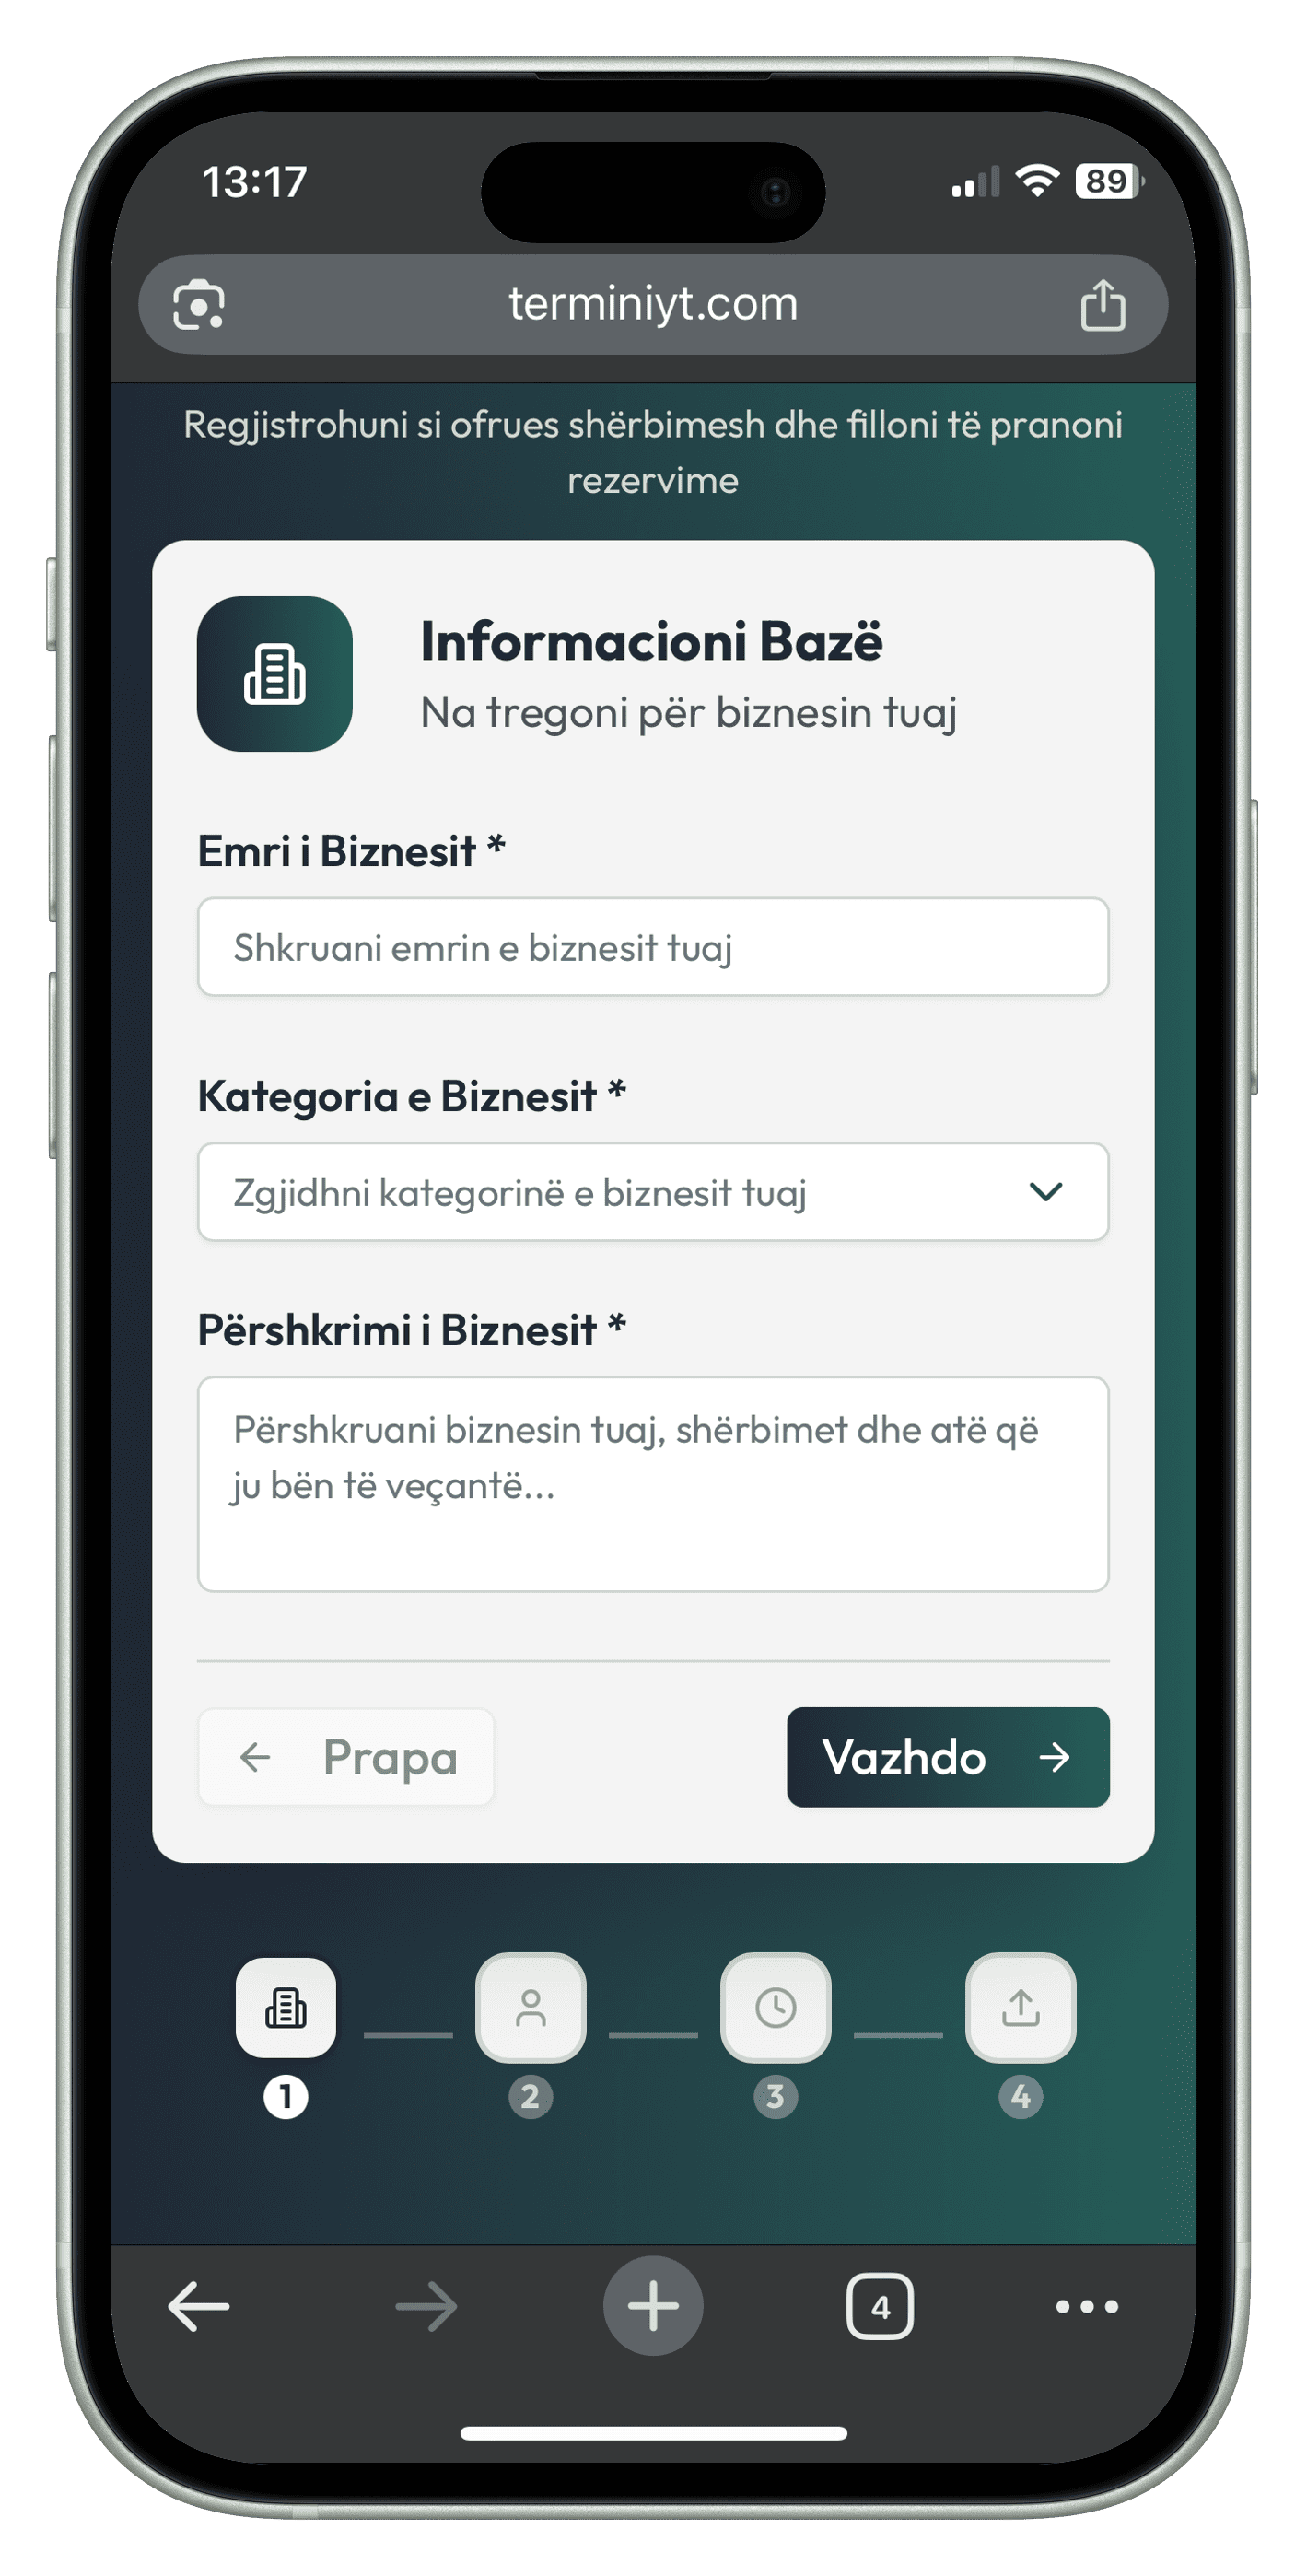 13:17
89
terminiyt.com
Regjistrohuni si ofrues shërbimesh dhe filloni të pranoni
rezervime
Informacioni Bazë
Na tregoni për biznesin tuaj
Emri i Biznesit *
Shkruani emrin e biznesit tuaj
Kategoria e Biznesit *
Zgjidhni kategorinë e biznesit tuaj
Përshkrimi i Biznesit *
Përshkruani biznesin tuaj, shërbimet dhe atë që
ju bën të veçantë...
Prapa
Vazhdo
1
2
3
4
4